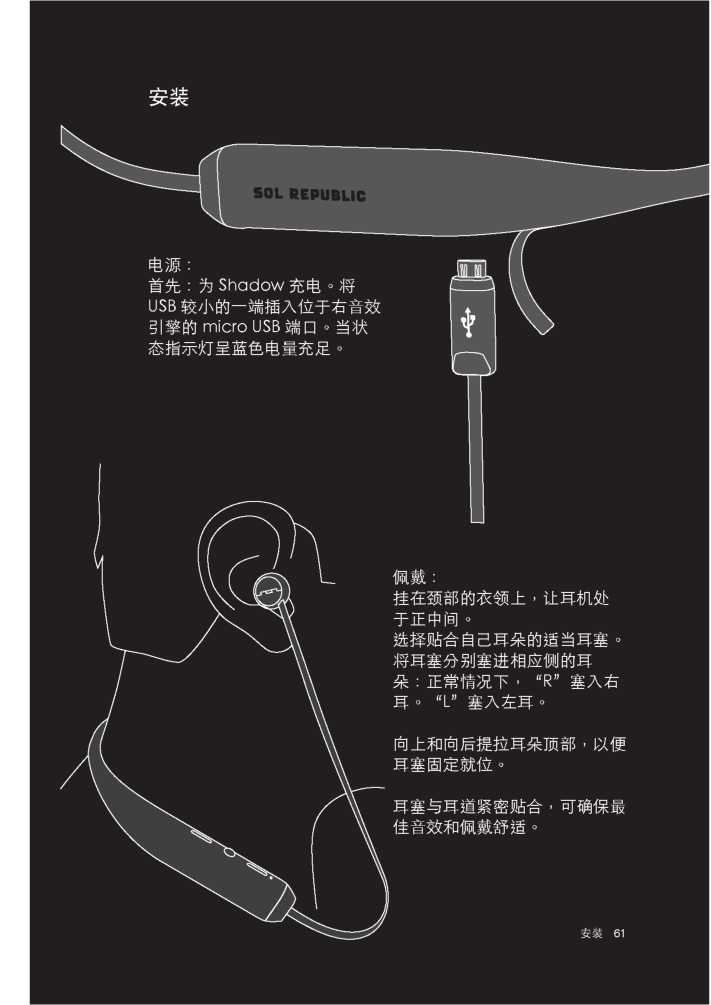 安装
SOL REPUBLIC
电源：
首先：为 Shadow 充电。将
USB 较小的一端插入位于右音效
引擎的 micro USB 端口。当状
态指示灯呈蓝色电量充足。
佩戴：
挂在颈部的衣领上，让耳机处
于正中间。
选择贴合自己耳朵的适当耳塞。
将耳塞分别塞进相应侧的耳
朵：正常情况下，“R”塞入右
耳。“L”塞入左耳。
向上和向后提拉耳朵顶部，以便
耳塞固定就位。
耳塞与耳道紧密贴合，可确保最
佳音效和佩戴舒适。
安装 61